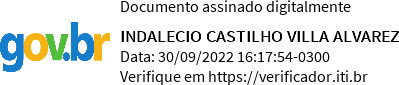 Documento assinado digitalmente
gov.br
INDALECIO CASTILHO VILLA ALVAREZ
Data: 30/09/2022 16:17:54-0300
Verifique em https://verificador.iti.br